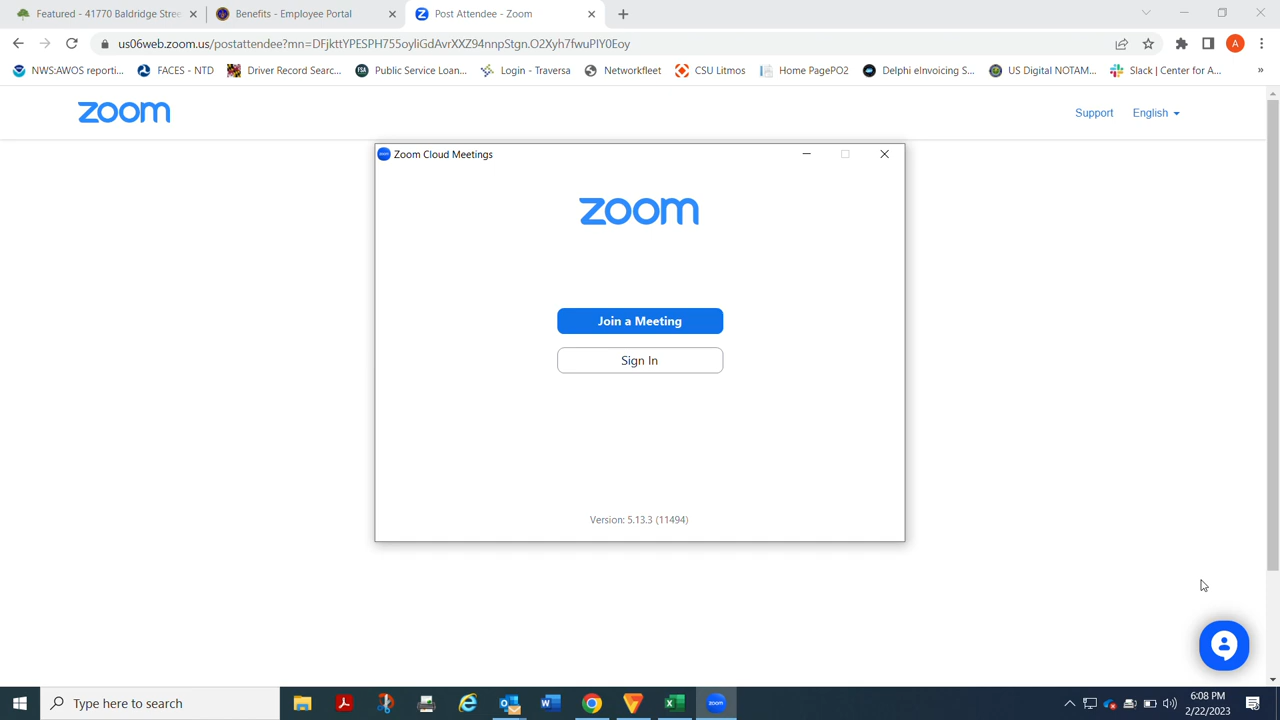 Featured - 41770 Baldridge Stree
Benefits - Employee Portal
Post Attendee - Zoom
us06web.zoom.us/postattendee?mn=DFjkttYPESPH755oyliGdAvrXXZ94nnpStgn.O2Xyh7fwuPIY0Eoy
A
NWS:AWOS reporti...
FACES - NTD
Driver Record Searc...
Public Service Loan...
Login - Traversa
Networkfleet
CSU Litmos
Home PagePO2
Delphi eInvoicing S...
US Digital NOTAM...
Slack | Center for A...
»
zoom
Support
English
Zoom Cloud Meetings
zoom
Join a Meeting
Sign In
Version: 5.13.3 (11494)
Type here to search
zoom
6:08 PM
2/22/2023